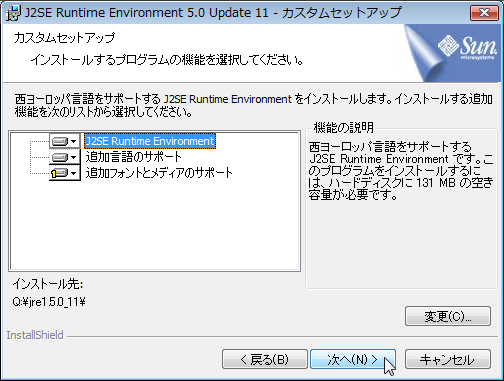 J2SE Runtime Environment 5.0 Update 11 - カスタムセットアップ
カスタムセットアップ
インストールするプログラムの機能を選択してください。
Sun
microsystems
西ヨーロッパ言語をサポートする J2SE Runtime Environment をインストールします。インストールする追加
機能を次のリストから選択してください。
J2SE Runtime Environment
追加言語のサポート
追加フォントとメディアのサポート
機能の説明
西ヨーロッパ言語をサポートする
J2SE Runtime Environment です。こ
のプログラムをインストールするに
は、ハードディスクに 131 MB の空き
容量が必要です。
インストール先:
Q:¥jre1.5.0_11¥
変更(C)...
InstallShield
< 戻る(B)
次へ(N) >
キャンセル